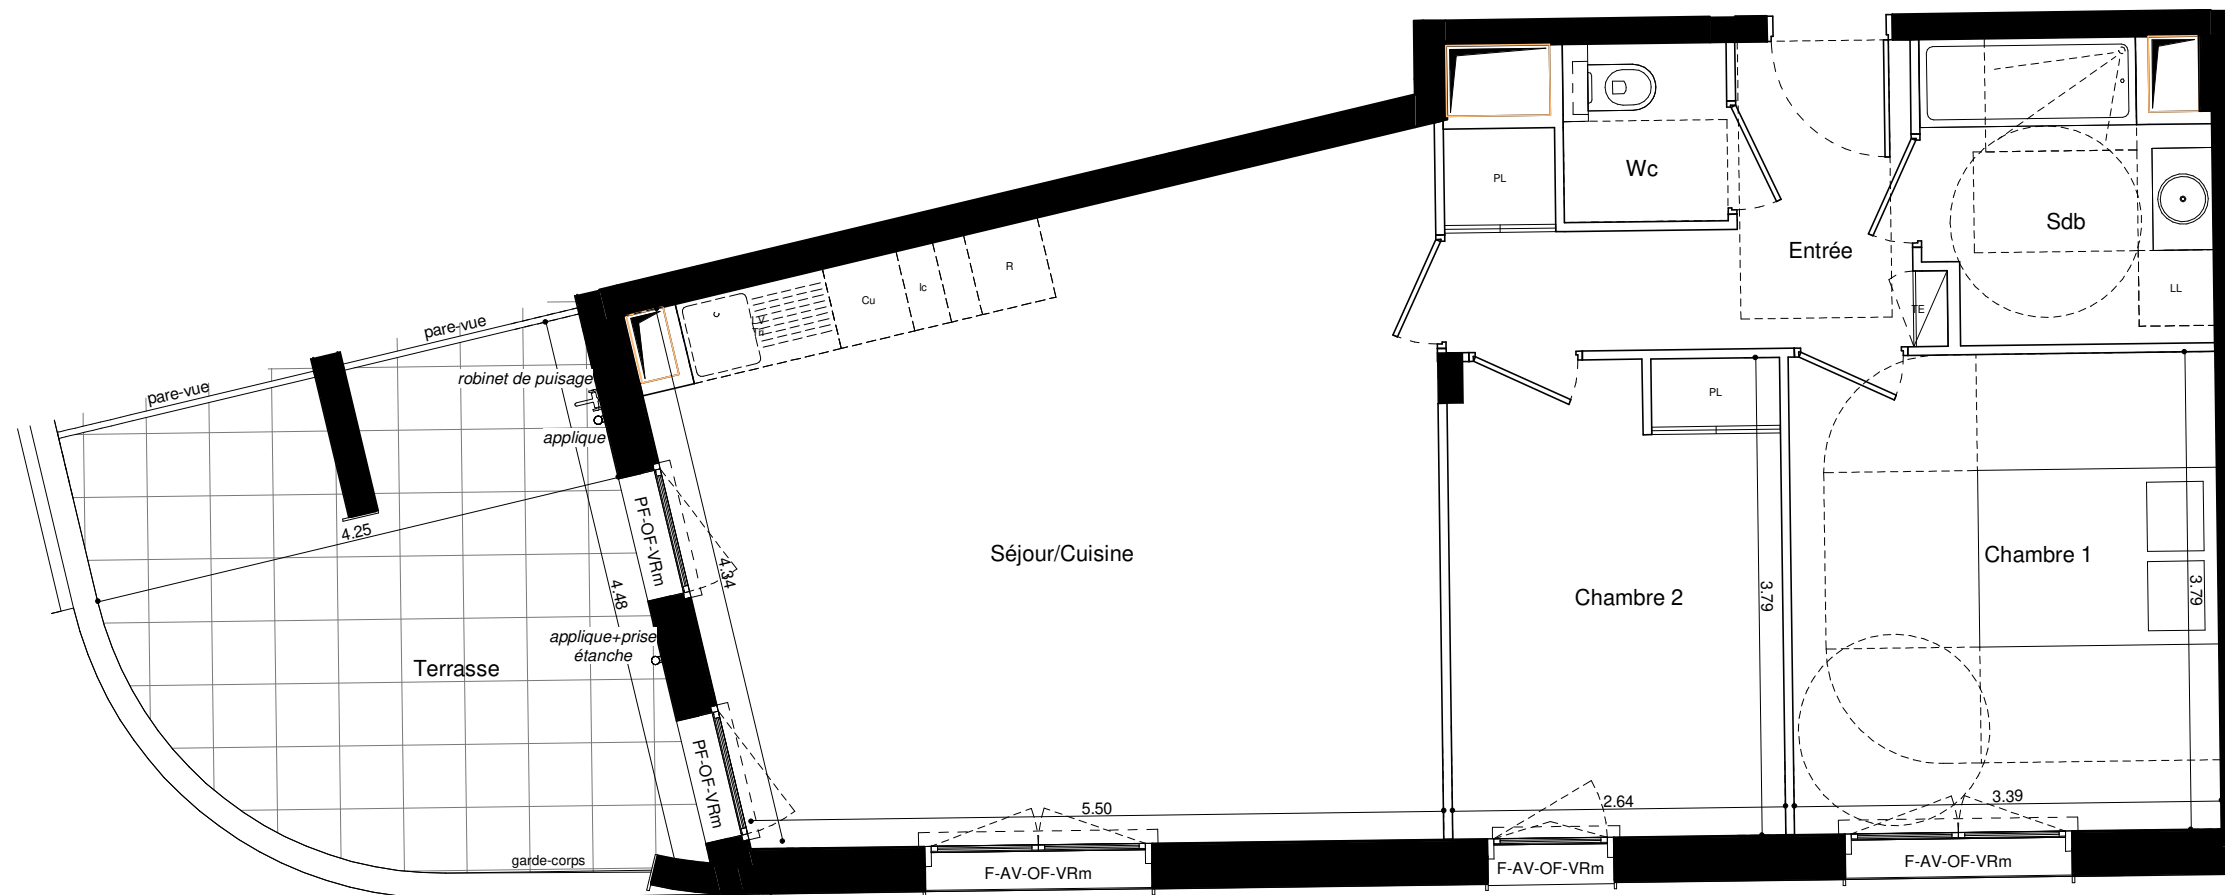 Wc
PL
Entrée
Sdb
R
Ic
Cu
LV
Tri
TE
LL
pare-vue
pare-vue
robinet de puisage
applique
PL
4.25
PF-OF-VRm
4.34
4.48
Séjour/Cuisine
Chambre 2
3.79
Chambre 1
3.79
applique+prise
étanche
Terrasse
PF-OF-VRm
5.50
2.64
3.39
garde-corps
F-AV-OF-VRm
F-AV-OF-VRm
F-AV-OF-VRm